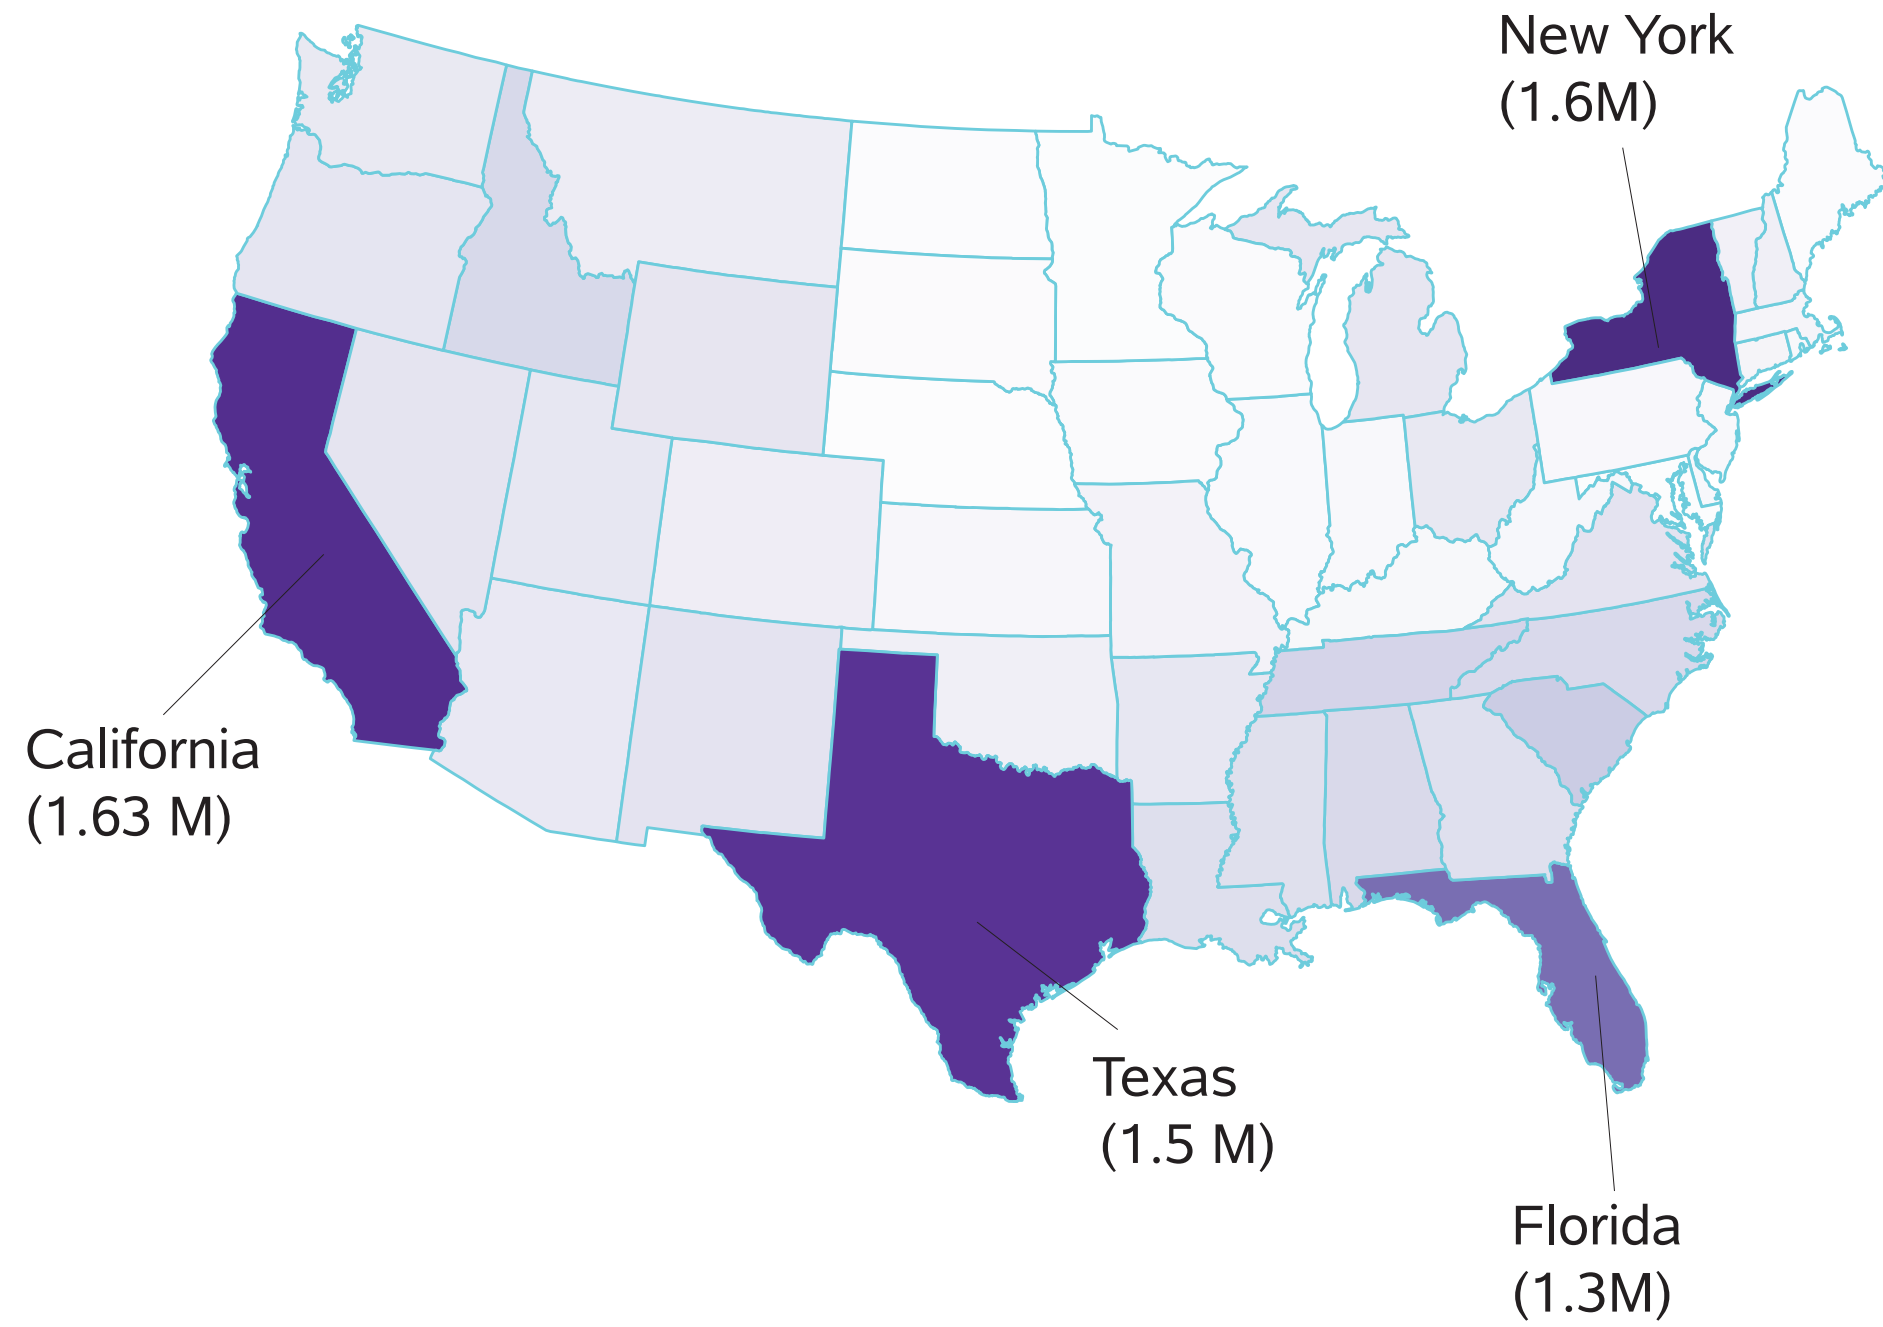 New York
(1.6M)
California
(1.63 M)
Texas
(1.5 M)
Florida
(1.3M)